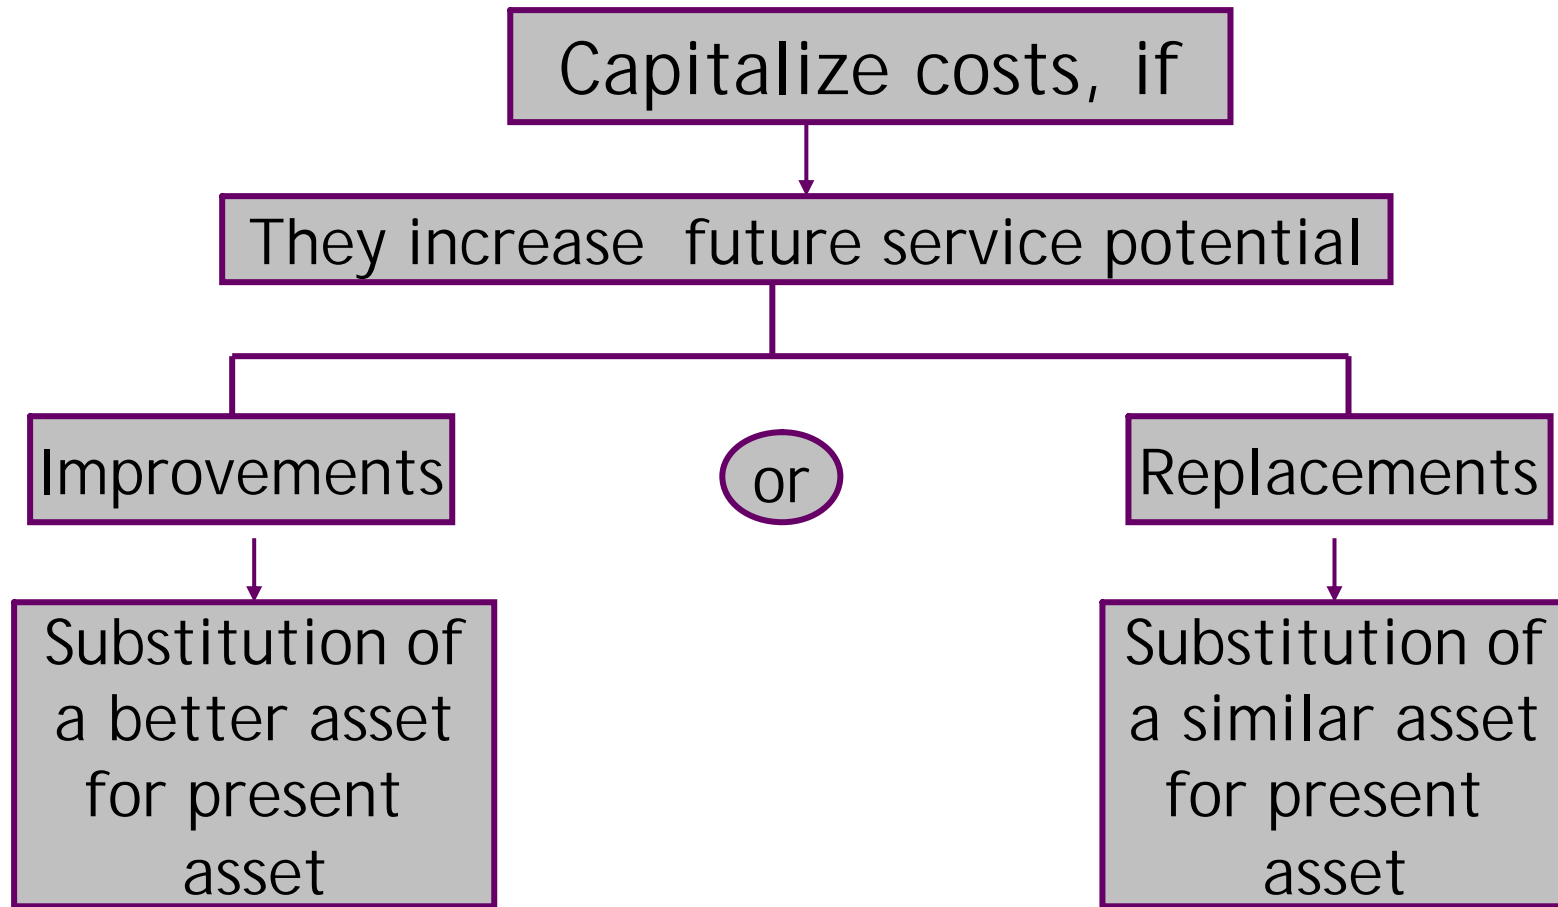 Capitalize costs, if
They increase future service potential
Improvements
or
Replacements
Substitution of
a better asset
for present
asset
Substitution of
a similar asset
for present
asset